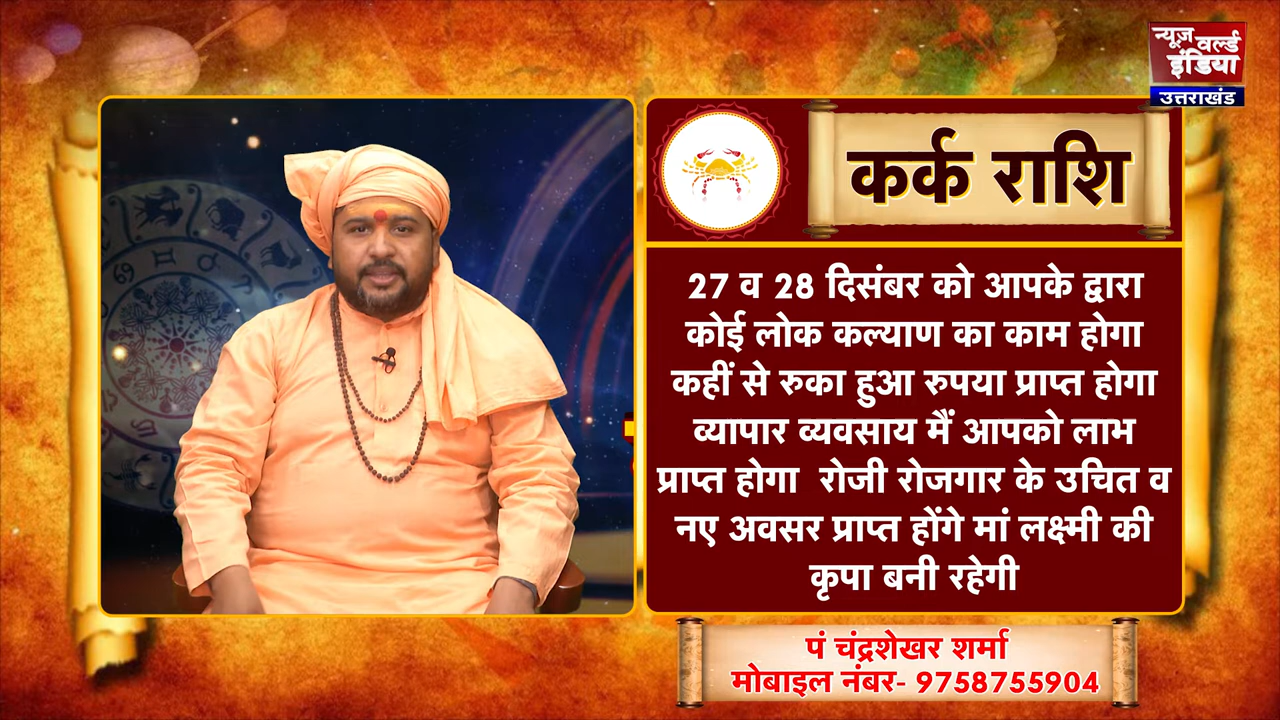 न्यूज़ वर्ल्ड
इंडिया
उत्तराखंड
कर्क राशि
27 व 28 दिसंबर को आपके द्वारा
कोई लोक कल्याण का काम होगा
कहीं से रुका हुआ रुपया प्राप्त होगा
व्यापार व्यवसाय मैं आपको लाभ
प्राप्त होगा  रोजी रोजगार के उचित व
नए अवसर प्राप्त होंगे मां लक्ष्मी की
कृपा बनी रहेगी
पं चंद्रशेखर शर्मा
मोबाइल नंबर- 9758755904